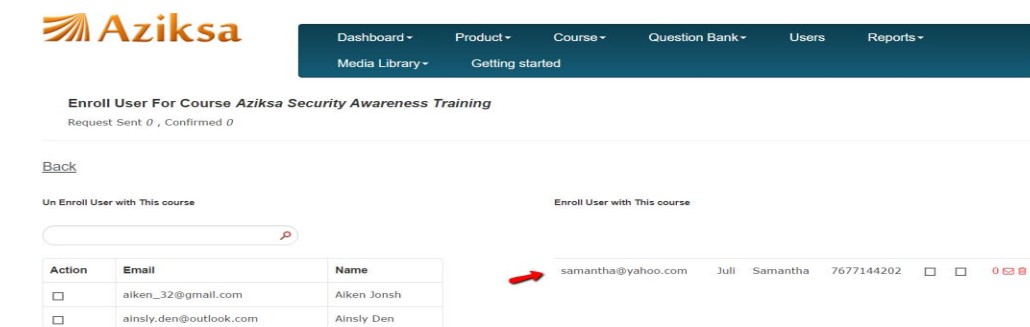 Aziksa
Dashboard Product Course Question Bank Users Reports
Media Library Getting started
Enroll User For Course Aziksa Security Awareness Training
Request Sent 0 , Confirmed 0
Back
Un Enroll User with This course
Enroll User with This course
Action Email Name
aiken_32@gmail.com Aiken Jonsh
ainsly.den@outlook.com Ainsly Den
samantha@yahoo.com Juli Samantha 7677144202 0